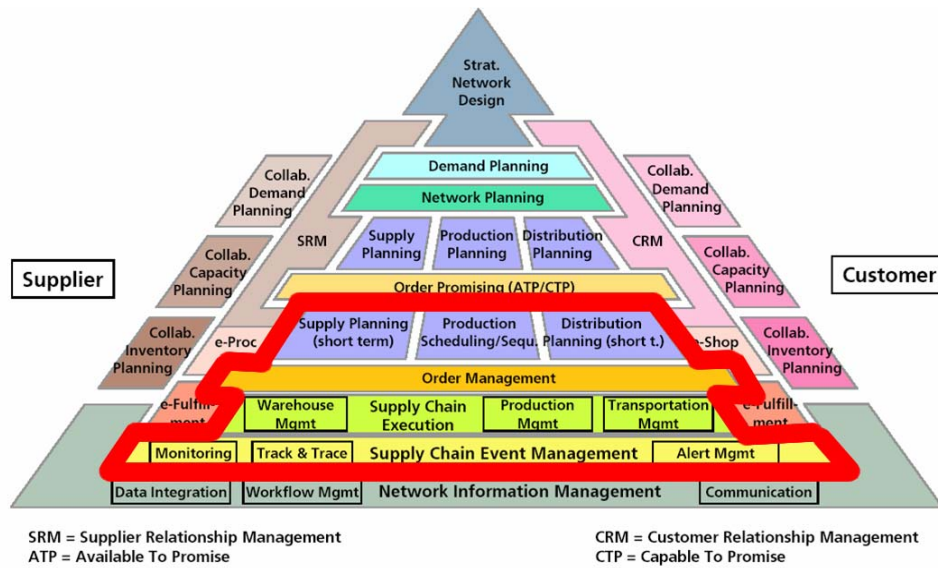 Strat.
Network
Design
Demand Planning
Network Planning
Collab.
Demand
Planning
Collab.
Demand
Planning
SRM
Supply
Planning
Production
Planning
Distribution
Planning
CRM
Collab.
Capacity
Planning
Collab.
Capacity
Planning
Supplier
Customer
Order Promising (ATP/CTP)
Collab.
Inventory
Planning
e-Proc
Supply Planning
(short term)
Production
Scheduling/Sequ.
Distribution
Planning (short t.)
e-Shop
Collab.
Inventory
Planning
Order Management
e-Fulfill-
ment
Warehouse
Mgmt
Supply Chain
Execution
Production
Mgmt
Transportation
Mgmt
e-Fulfill-
ment
Monitoring
Track & Trace
Supply Chain Event Management
Alert Mgmt
Data Integration
Workflow Mgmt
Network Information Management
Communication
SRM = Supplier Relationship Management
ATP = Available To Promise
CRM = Customer Relationship Management
CTP = Capable To Promise